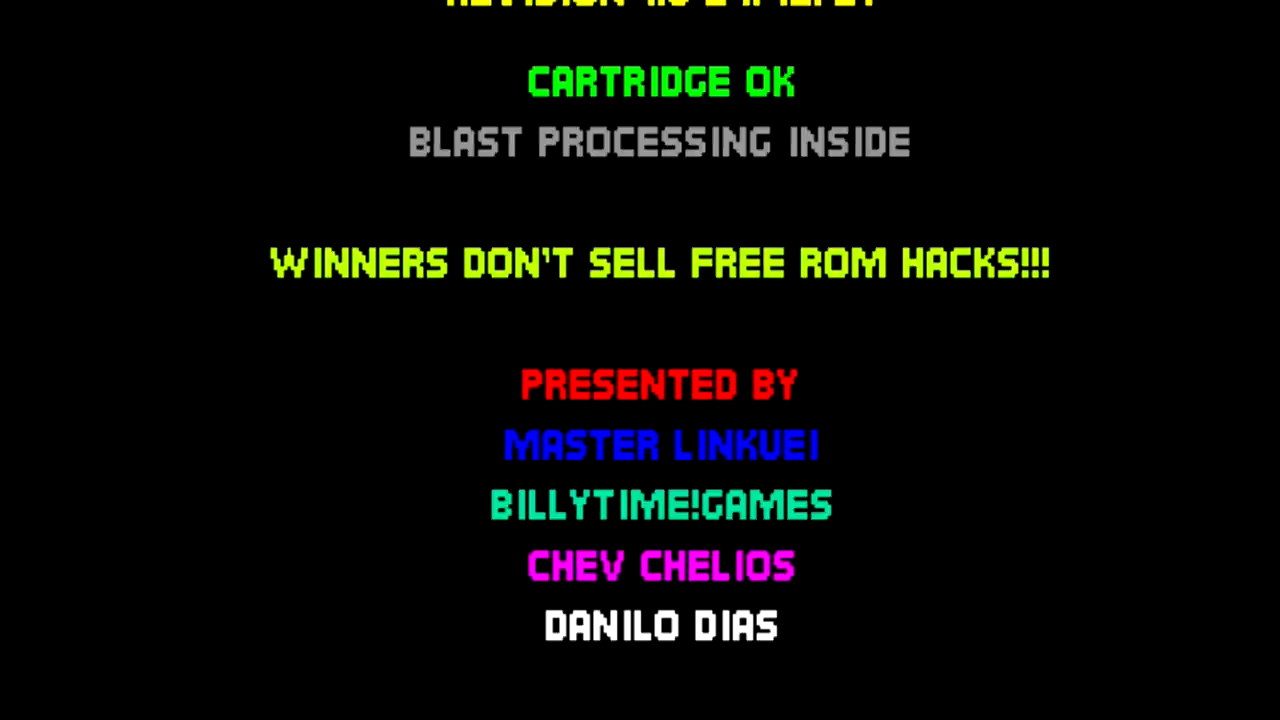 CARTRIDGE OK
BLAST PROCESSING INSIDE
WINNERS DON'T SELL FREE ROM HACKS!!!
PRESENTED BY
MASTER LINKUEI
BILLYTIME!GAMES
CHEV CHELIOS
DANILO DIAS